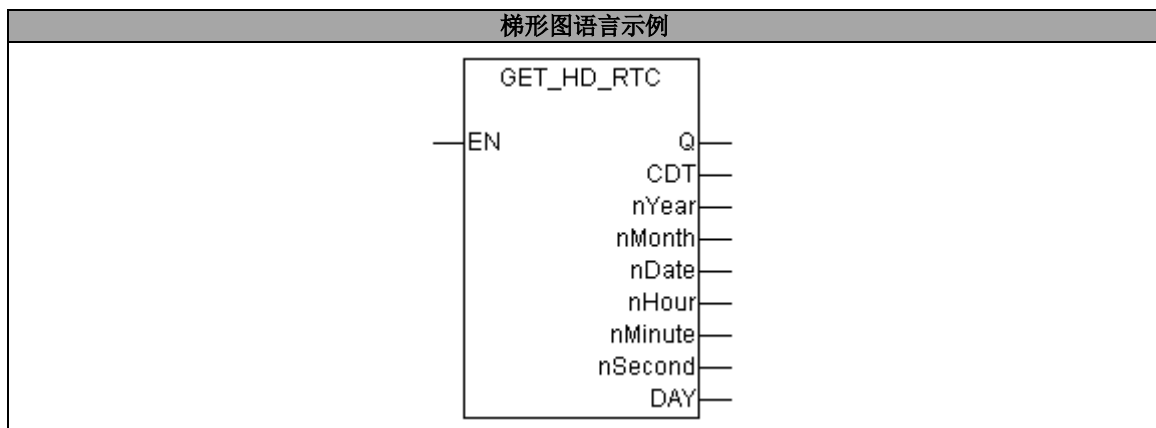 梯形图语言示例
GET_HD_RTC
EN Q
CDT
nYear
nMonth
nDate
nHour
nMinute
nSecond
DAY